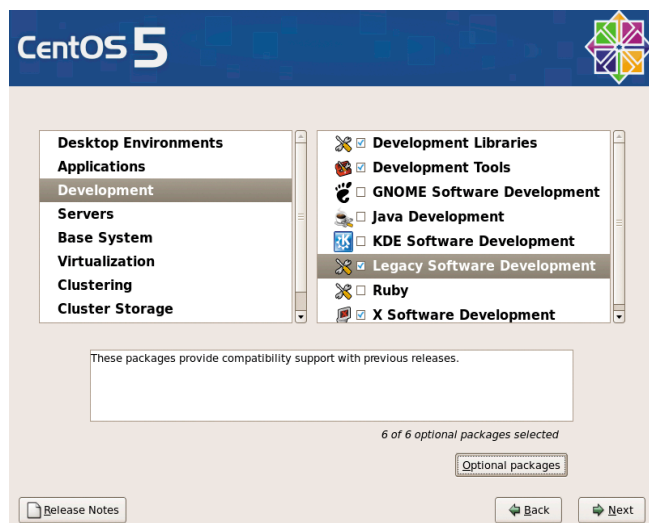 CentOS 5
Desktop Environments
Applications
Development
Servers
Base System
Virtualization
Clustering
Cluster Storage
Development Libraries
Development Tools
GNOME Software Development
Java Development
KDE Software Development
Legacy Software Development
Ruby
X Software Development
These packages provide compatibility support with previous releases.
6 of 6 optional packages selected
Optional packages
Release Notes
Back
Next